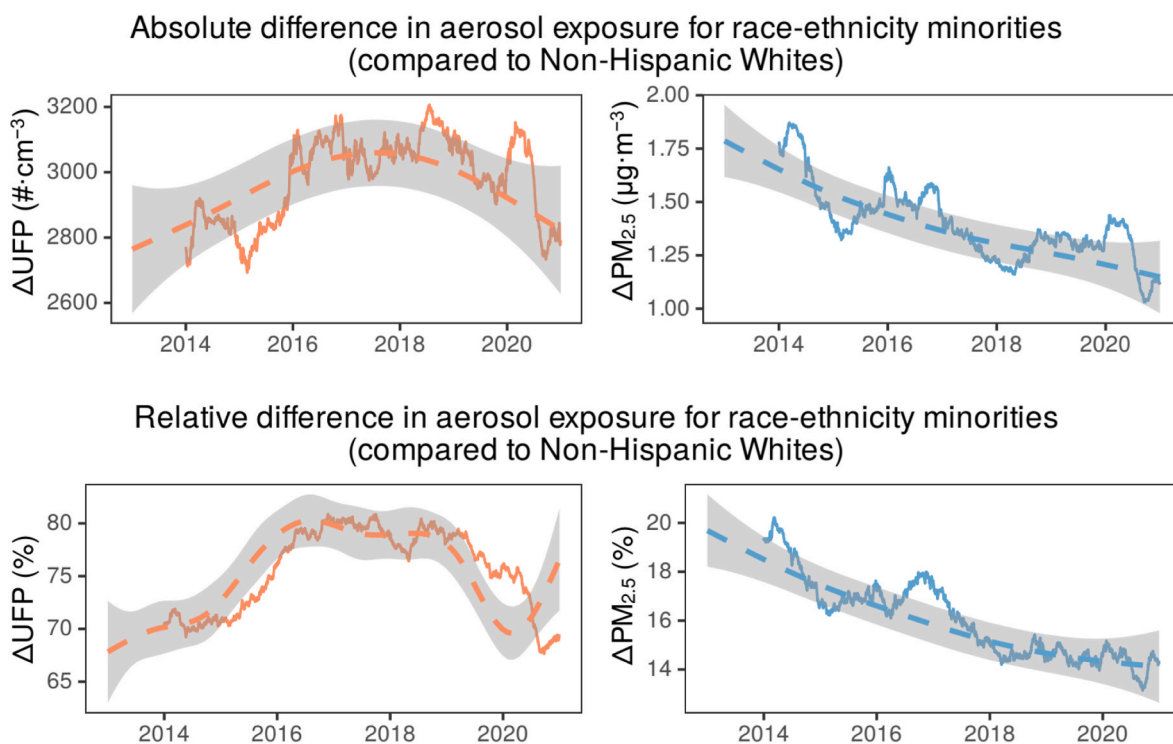 Absolute difference in aerosol exposure for race-ethnicity minorities
(compared to Non-Hispanic Whites)
ΔUFP (#·cm⁻³)
3200
3000
2800
2600
2014 2016 2018 2020
ΔPM₂.₅ (µg·m⁻³)
2.00
1.75
1.50
1.25
1.00
2014 2016 2018 2020
Relative difference in aerosol exposure for race-ethnicity minorities
(compared to Non-Hispanic Whites)
ΔUFP (%)
80
75
70
65
2014 2016 2018 2020
ΔPM₂.₅ (%)
20
18
16
14
2014 2016 2018 2020